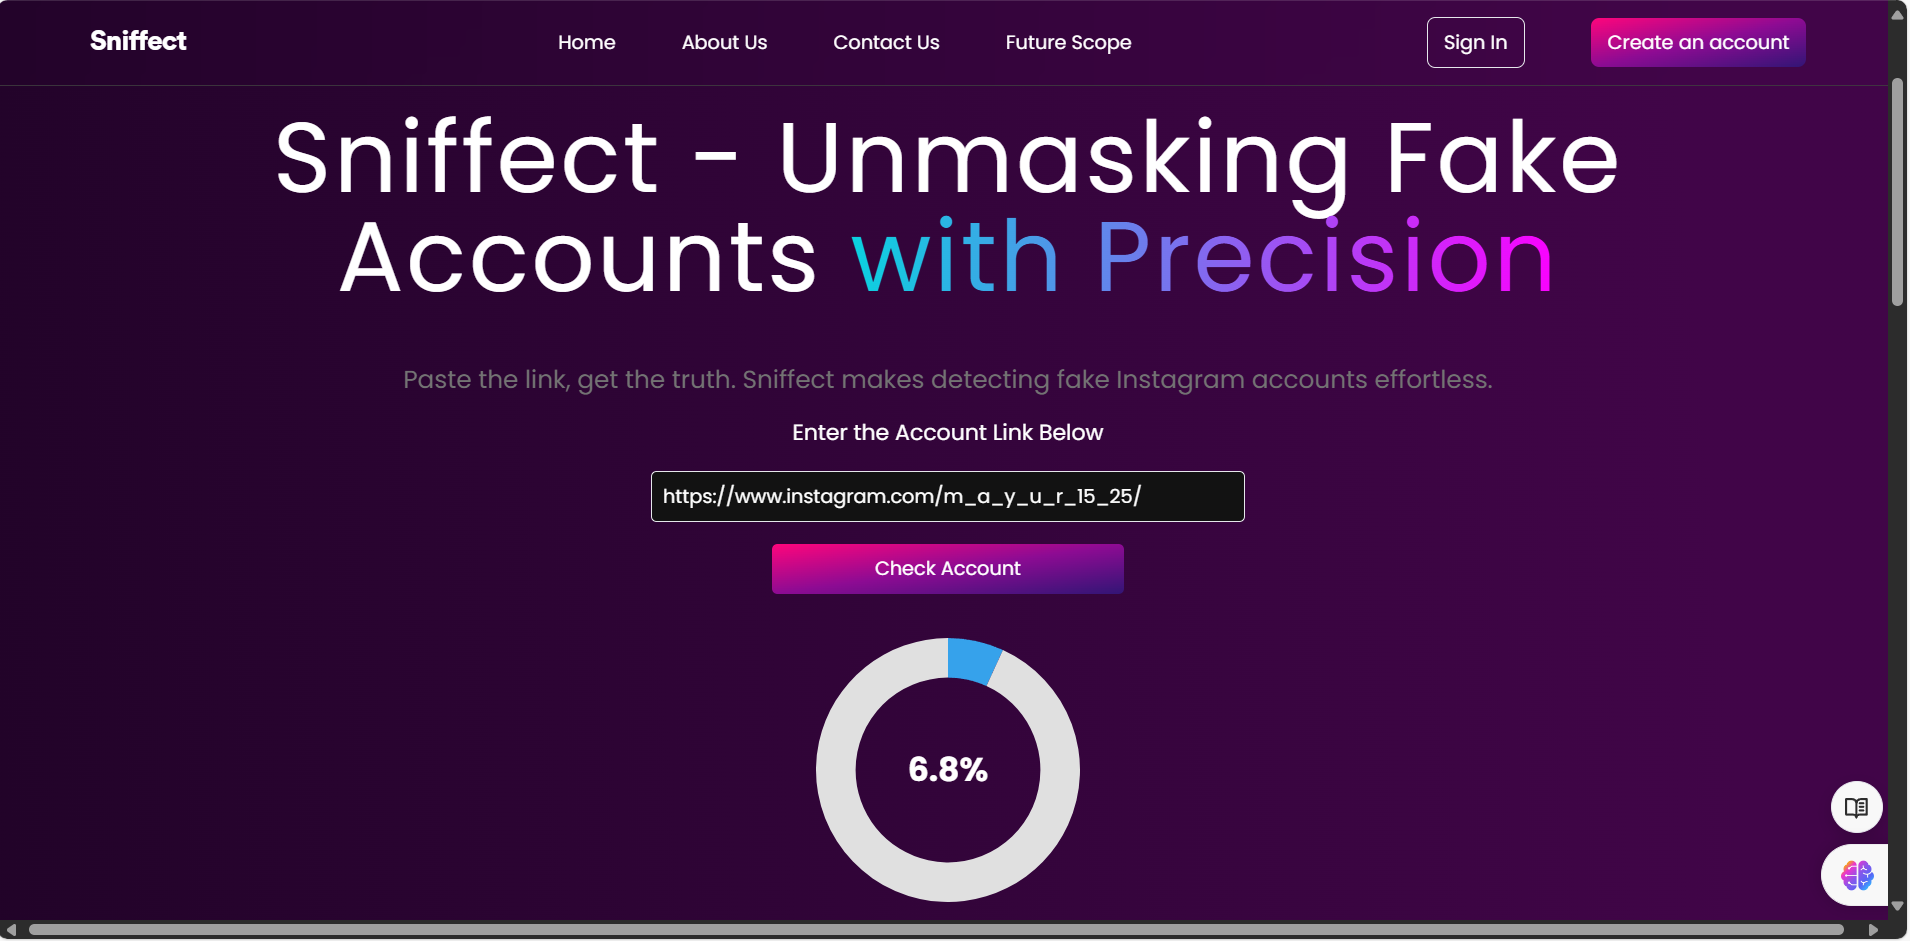 Sniffect
Home
About Us
Contact Us
Future Scope
Sign In
Create an account
Sniffect - Unmasking Fake
Accounts with Precision
Paste the link, get the truth. Sniffect makes detecting fake Instagram accounts effortless.
Enter the Account Link Below
https://www.instagram.com/m_a_y_u_r_15_25/
Check Account
6.8%